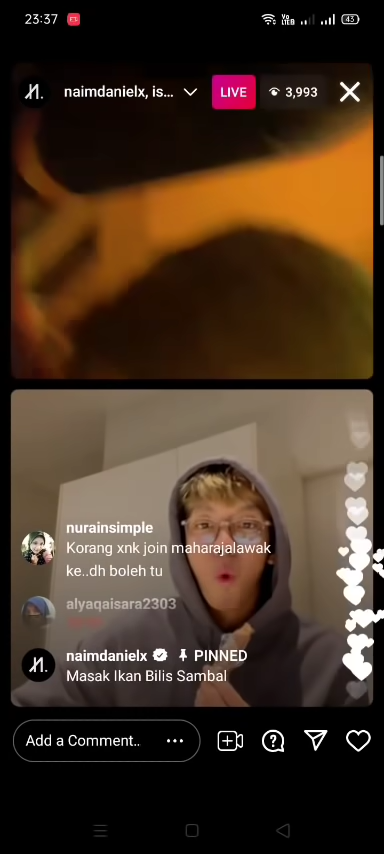 23:37
43
naimdanielx, is...
LIVE
3,993
nurainsimple
Korang xnk join maharajalawak
ke..dh boleh tu
alyaqaisara2303
naimdanielx PINNED
Masak Ikan Bilis Sambal
Add a Comment..